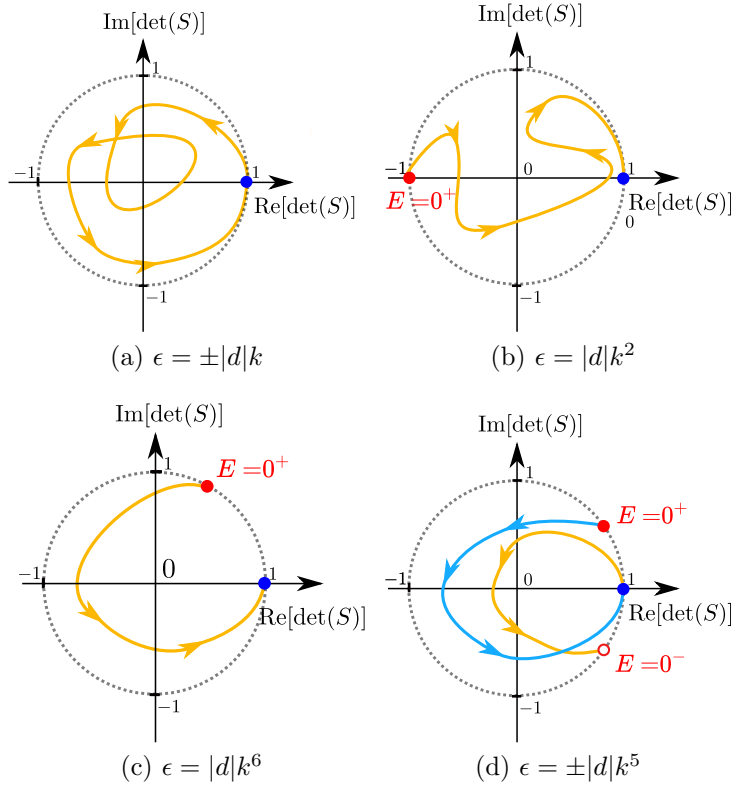 Im[det(S)]
1
−1
1
Re[det(S)]
−1
(a) ϵ = ±|d|k
Im[det(S)]
1
−1
0
1
E =0⁺
Re[det(S)]
0
−1
(b) ϵ = |d|k²
Im[det(S)]
1
E =0⁺
−1
0
1
Re[det(S)]
−1
(c) ϵ = |d|k⁶
Im[det(S)]
1
E =0⁺
−1
0
1
Re[det(S)]
E =0⁻
−1
(d) ϵ = ±|d|k⁵